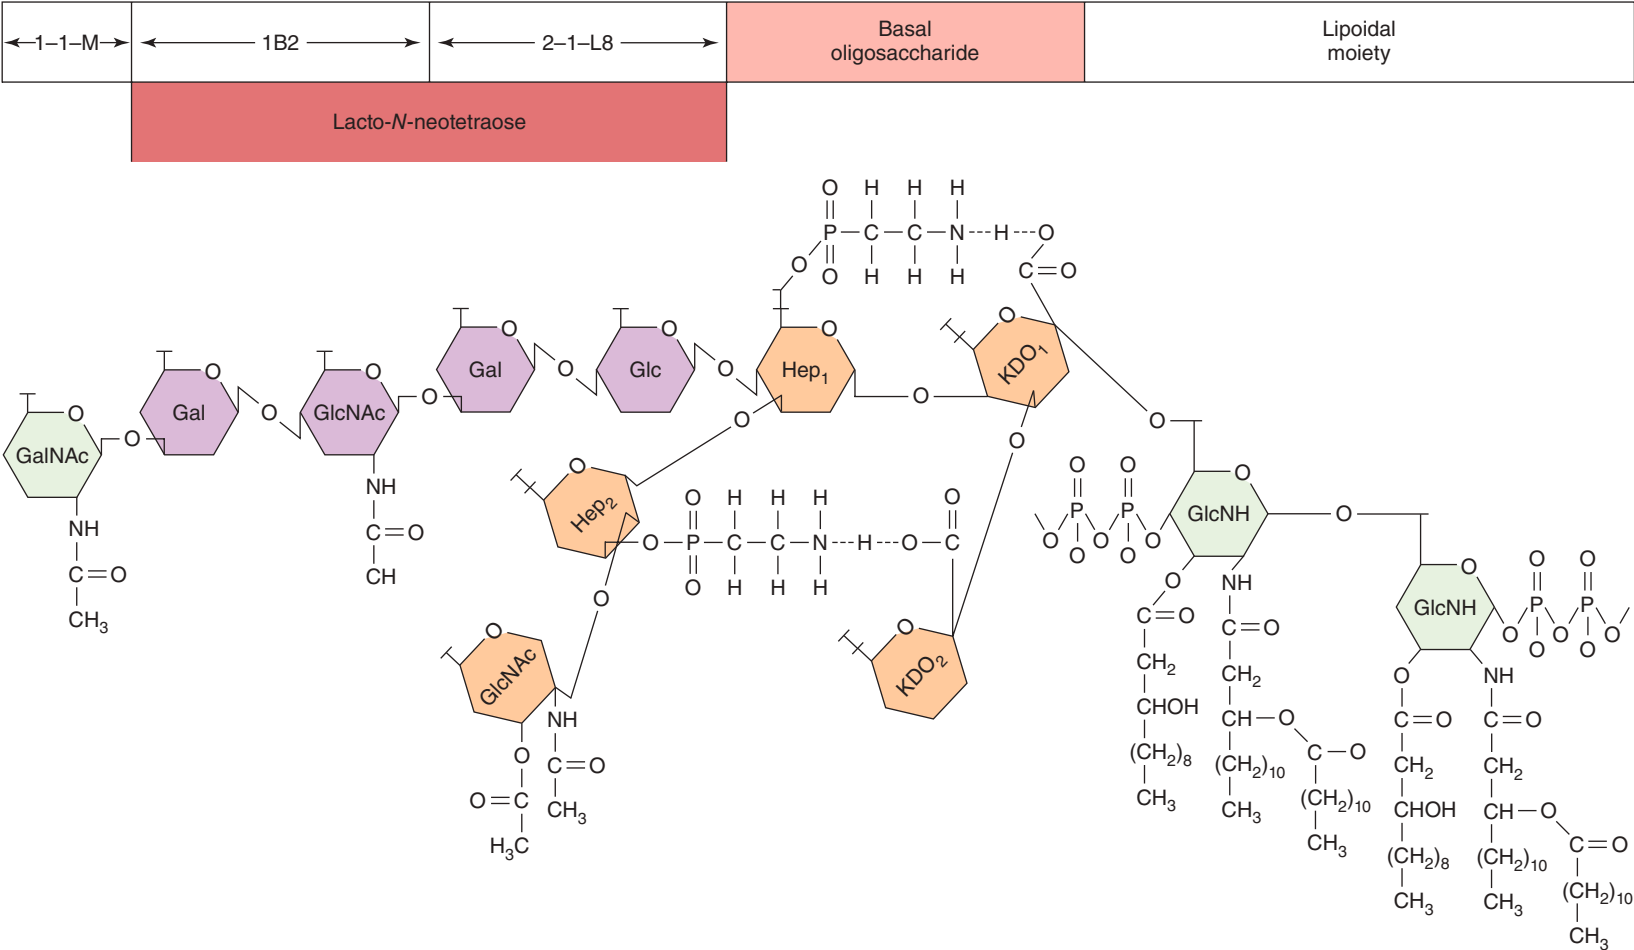 1–1–M
1B2
2–1–L8
Basal
oligosaccharide
Lipoidal
moiety
Lacto-N-neotetraose
O H H H
P C C N H O
O H H H
O
C O
O O O O
Gal Glc Hep1 KDO1
O O
O O O
Gal GlcNAc
O O O
O
GalNAc
O
NH
C O
CH3
NH
C O
CH
O
O
Hep2
O H H H
O P C C N H O C
O H H H
O
O
O
GlcNAc
NH
O C O
O C CH3
H3C
O
KDO2
O
O O O
P P
O O O
O O
GlcNH
O
O NH
C O C O
CH2 CH2
CHOH CH O
(CH2)8 (CH2)10 C O
CH3 CH3 (CH2)10
CH3
O
GlcNH
O O
P P
O O O
O O
O NH
C O C O
CH2 CH2
CHOH CH O
(CH2)8 (CH2)10 C O
CH3 CH3 (CH2)10
CH3